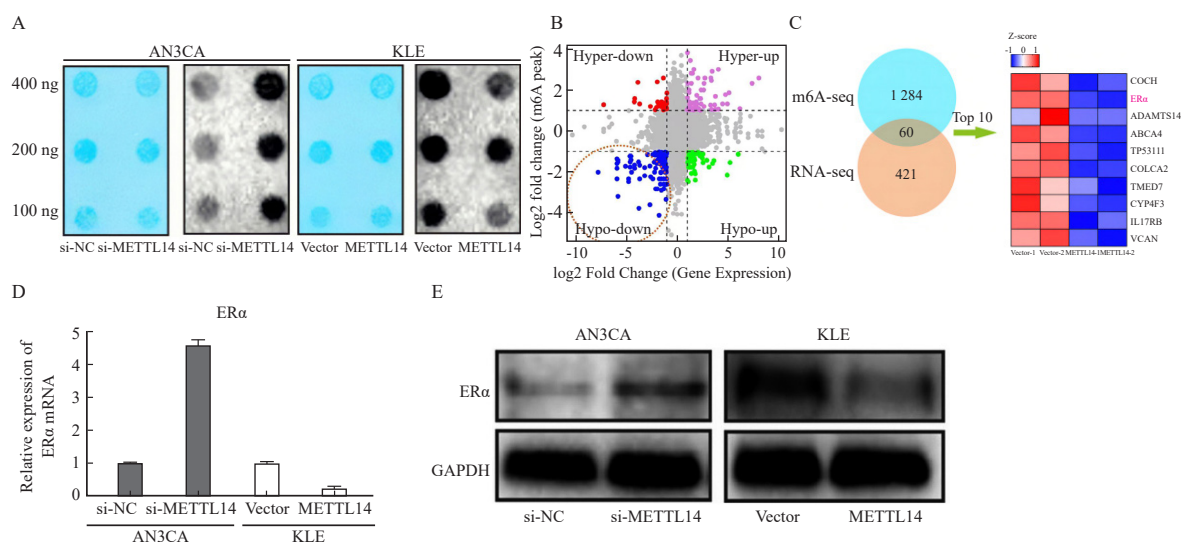 A
AN3CA
KLE
400 ng
200 ng
100 ng
si-NC si-METTL14
si-NC si-METTL14
Vector METTL14
Vector METTL14
B
Log2 fold change (m6A peak)
4
2
0
-2
-4
Hyper-down
Hyper-up
Hypo-down
Hypo-up
-10
-5
0
5
10
log2 Fold Change (Gene Expression)
C
m6A-seq
1 284
60
RNA-seq
421
Top 10
Z-score
-1 0 1
COCH
ERα
ADAMTS14
ABCA4
TP53111
COLCA2
TMED7
CYP4F3
IL17RB
VCAN
Vector-1 Vector-2 METTL14-1 METTL14-2
D
ERα
Relative expression of
ERα mRNA
5
4
3
2
1
0
si-NC si-METTL14 Vector METTL14
AN3CA
KLE
E
AN3CA
KLE
ERα
GAPDH
si-NC
si-METTL14
Vector
METTL14